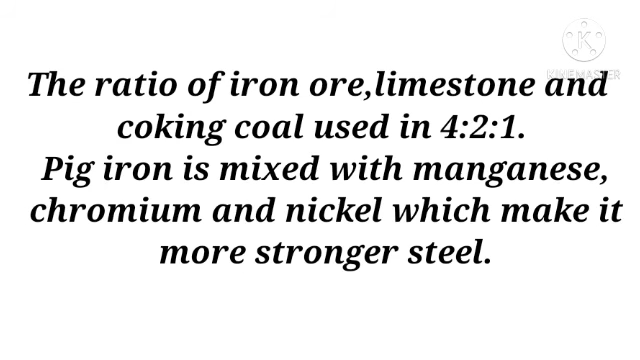 KINEMASTER
The ratio of iron ore,limestone and
coking coal used in 4:2:1.
Pig iron is mixed with manganese,
chromium and nickel which make it
more stronger steel.